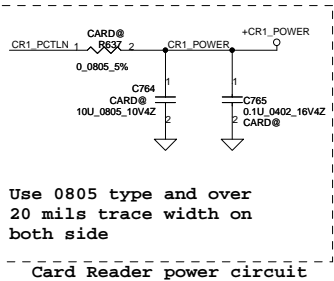 CARD@
+CR1_POWER
CR1_PCTLN 1 R637 2 CR1_POWER
0_0805_5%
1 1
C764
CARD@
10U_0805_10V4Z
C765
0.1U_0402_16V4Z
CARD@
2 2
Use 0805 type and over
20 mils trace width on
both side
Card Reader power circuit